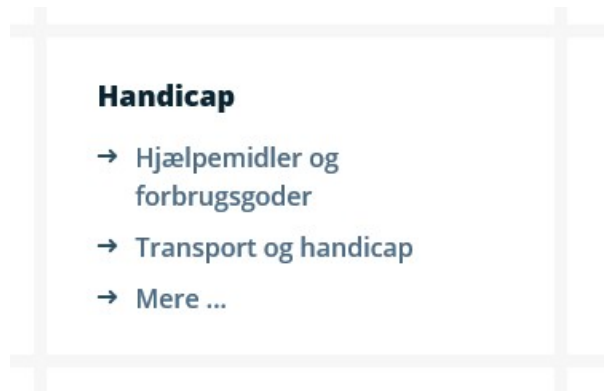 Handicap
→ Hjælpemidler og
forbrugsgoder
→ Transport og handicap
→ Mere ...